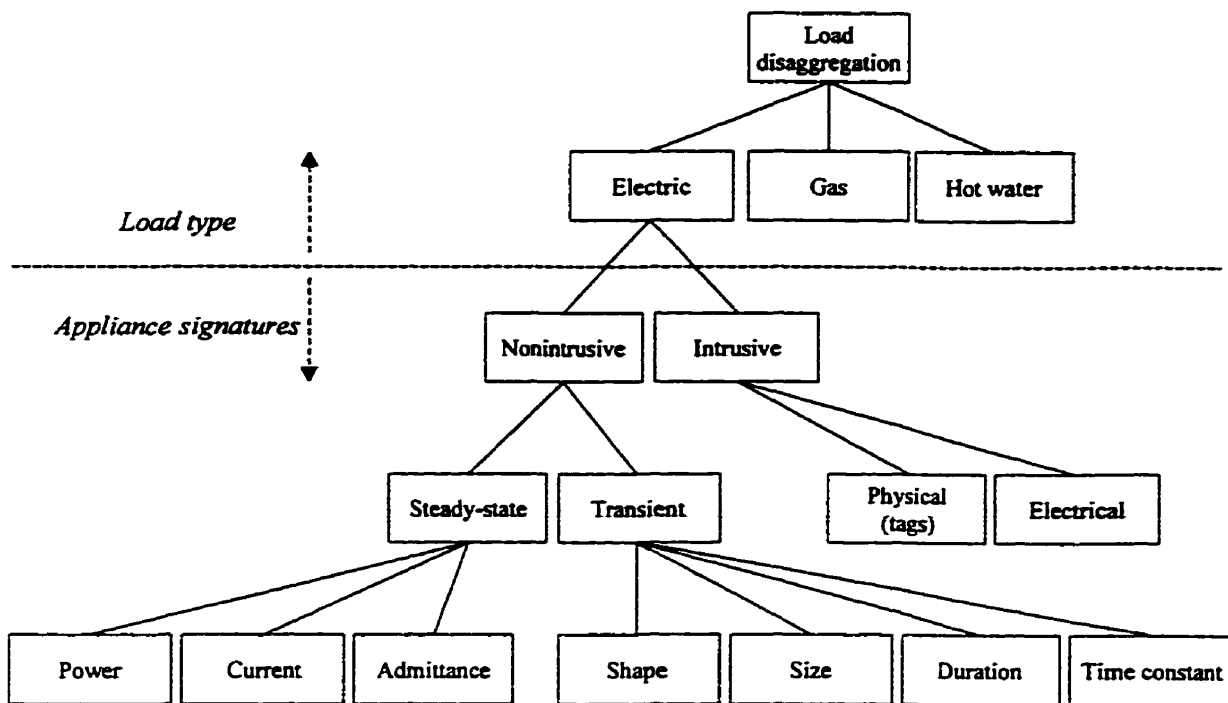 Load
disaggregation
Electric
Gas
Hot water
Load type
Appliance signatures
Nonintrusive
Intrusive
Steady-state
Transient
Physical
(tags)
Electrical
Power
Current
Admittance
Shape
Size
Duration
Time constant